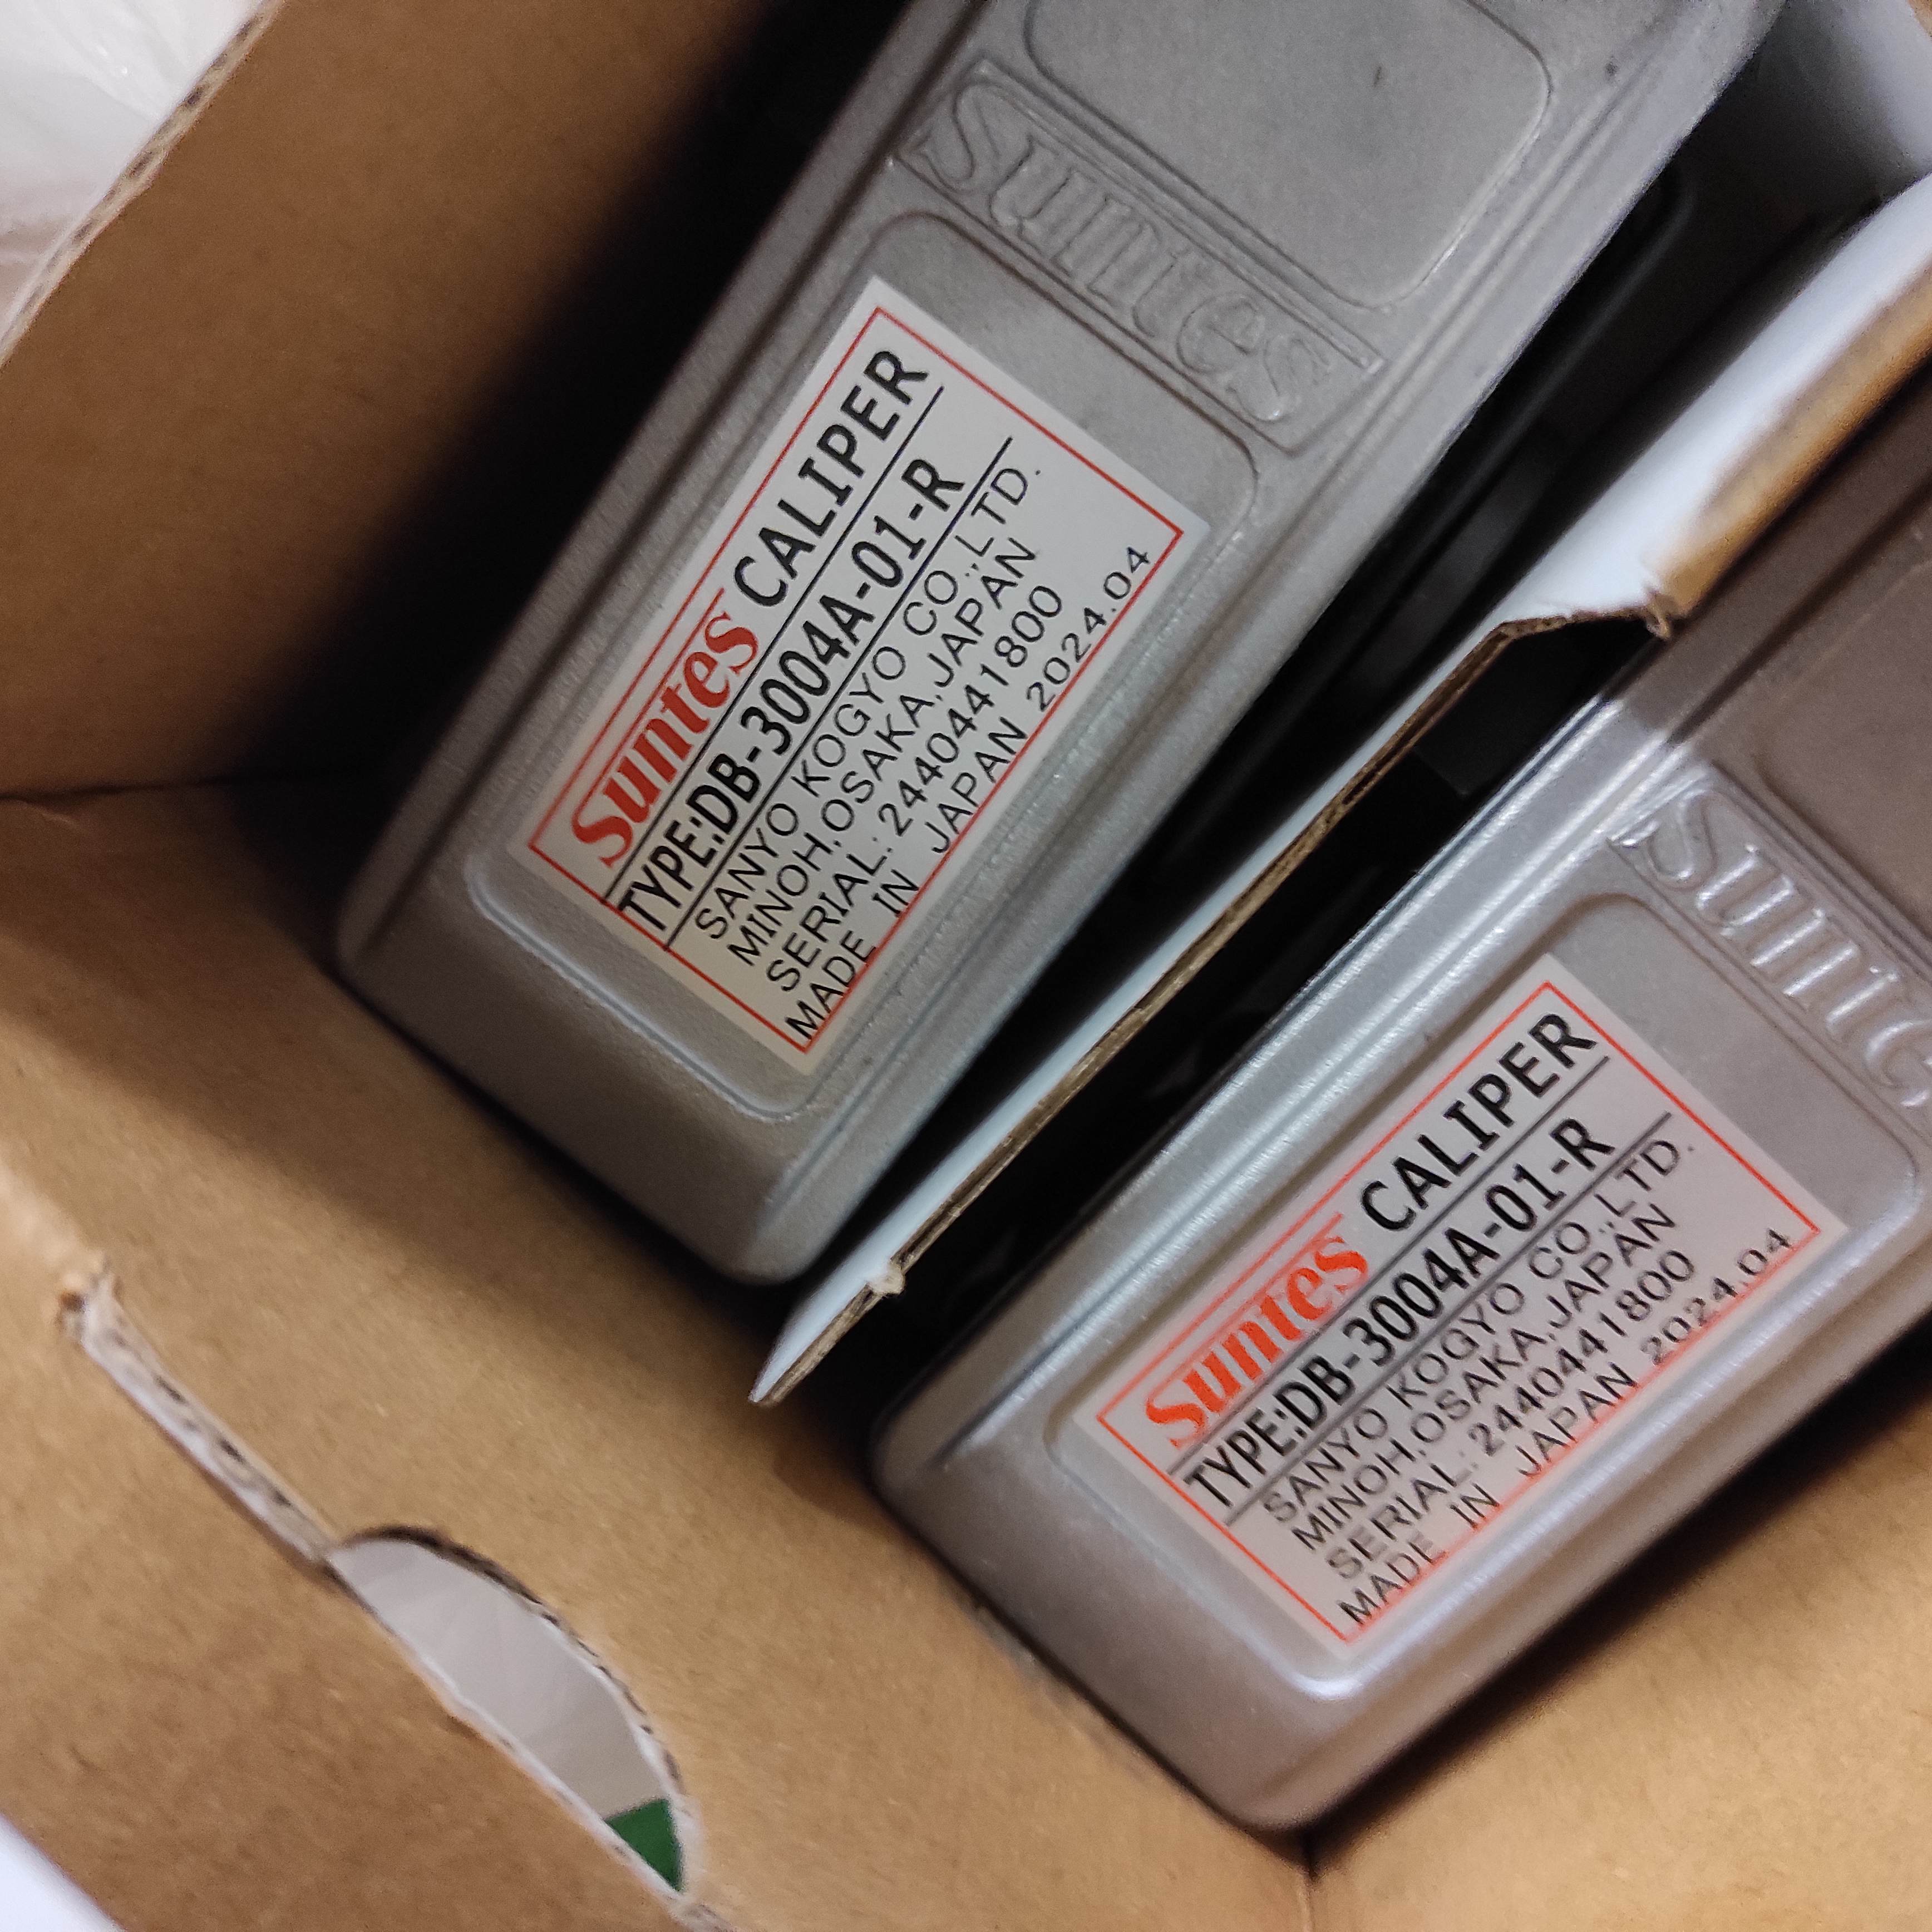 suntes
suntes CALIPER
TYPE:DB-3004A-01-R
SANYO KOGYO CO.,LTD.
MINOH,OSAKA,JAPAN
SERIAL: 2440441800
MADE IN JAPAN 2024.04
suntes
suntes CALIPER
TYPE:DB-3004A-01-R
SANYO KOGYO CO.,LTD.
MINOH,OSAKA,JAPAN
SERIAL: 2440441800
MADE IN JAPAN 2024.04